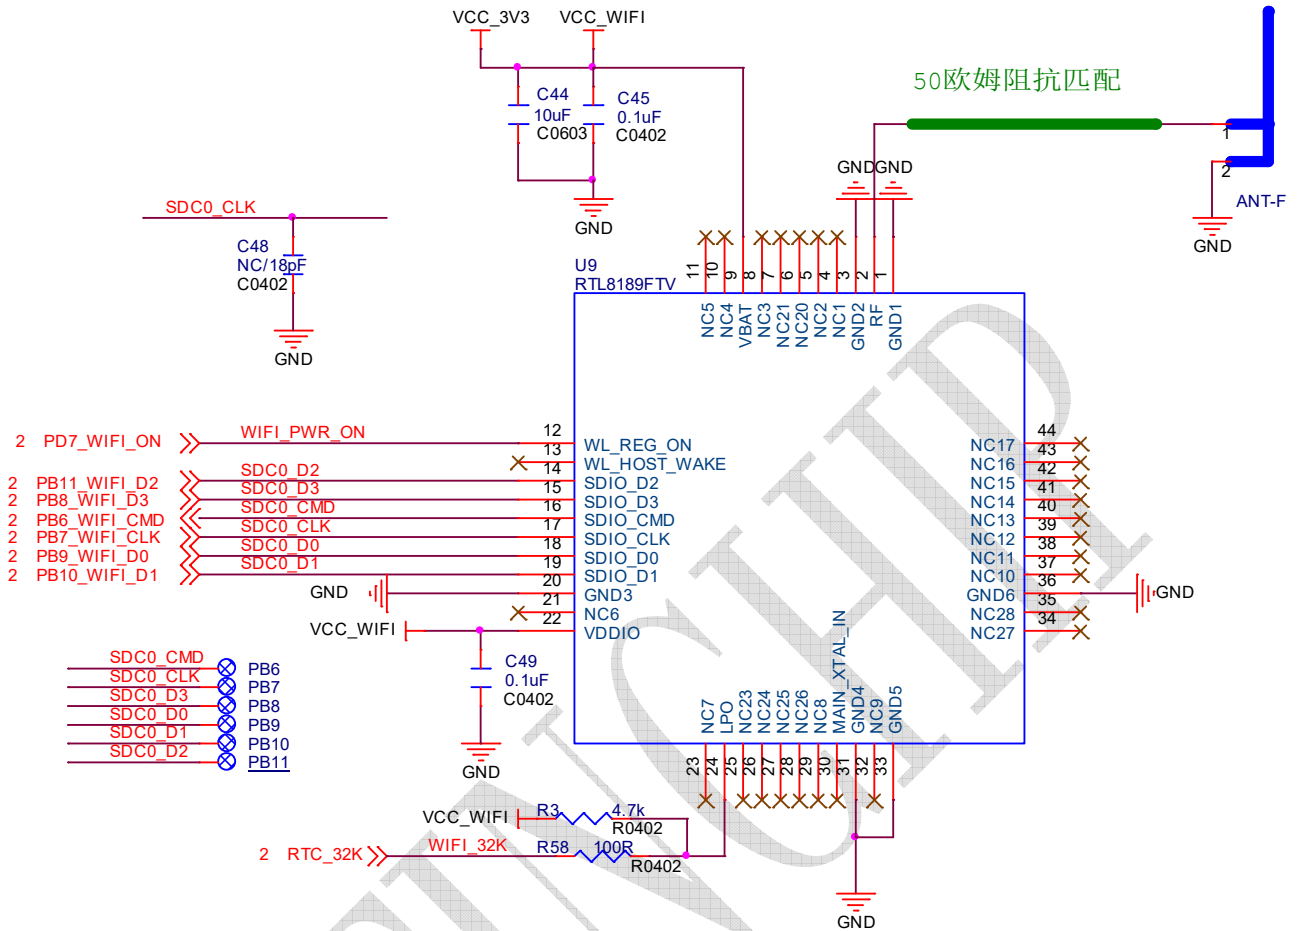 VCC_3V3
VCC_WIFI
C44
10uF
C0603
C45
0.1uF
C0402
GND
50欧姆阻抗匹配
1
2
ANT-F
GND
GND
GND
SDC0_CLK
C48
NC/18pF
C0402
GND
U9
RTL8189FTV
11
10
9
8
7
6
5
4
3
2
1
NC5
NC4
VBAT
NC3
NC21
NC20
NC2
NC1
GND2
RF
GND1
2 PD7_WIFI_ON WIFI_PWR_ON 12 WL_REG_ON
13 WL_HOST_WAKE
2 PB11_WIFI_D2 SDC0_D2 14 SDIO_D2
2 PB8_WIFI_D3 SDC0_D3 15 SDIO_D3
2 PB6_WIFI_CMD SDC0_CMD 16 SDIO_CMD
2 PB7_WIFI_CLK SDC0_CLK 17 SDIO_CLK
2 PB9_WIFI_D0 SDC0_D0 18 SDIO_D0
2 PB10_WIFI_D1 SDC0_D1 19 SDIO_D1
GND 20 GND3
21 NC6
VCC_WIFI 22 VDDIO
NC17 44
NC16 43
NC15 42
NC14 41
NC13 40
NC12 39
NC11 38
NC10 37
GND6 36 GND
NC28 35
NC27 34
C49
0.1uF
C0402
GND
SDC0_CMD PB6
SDC0_CLK PB7
SDC0_D3 PB8
SDC0_D0 PB9
SDC0_D1 PB10
SDC0_D2 PB11
NC7
LPO
NC23
NC24
NC25
NC26
NC8
MAIN_XTAL_IN
GND4
NC9
GND5
23
24
25
26
27
28
29
30
31
32
33
VCC_WIFI R3 4.7k
R0402
2 RTC_32K WIFI_32K R58 100R
R0402
GND